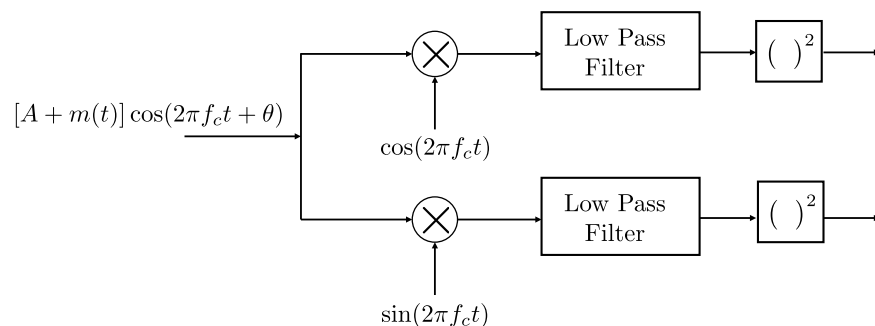 Low Pass
Filter
( )²
[A + m(t)] cos(2πf_ct + θ)
cos(2πf_ct)
Low Pass
Filter
( )²
sin(2πf_ct)